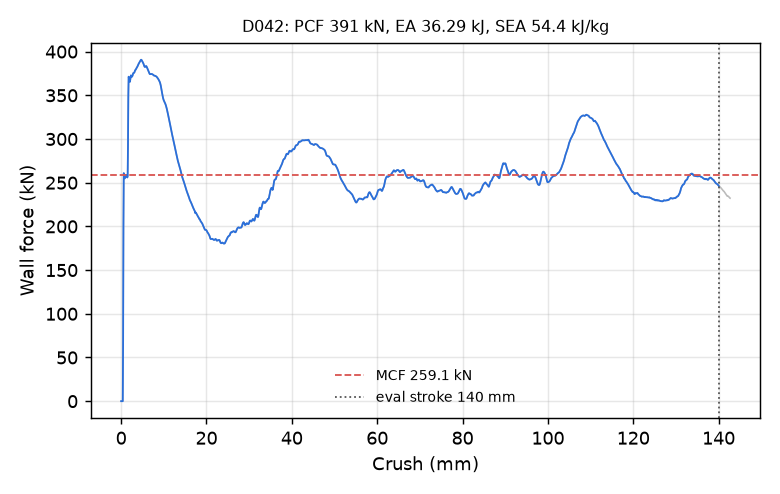 D042: PCF 391 kN, EA 36.29 kJ, SEA 54.4 kJ/kg
400
350
300
250
200
150
100
50
0
Wall force (kN)
MCF 259.1 kN
eval stroke 140 mm
0 20 40 60 80 100 120 140
Crush (mm)